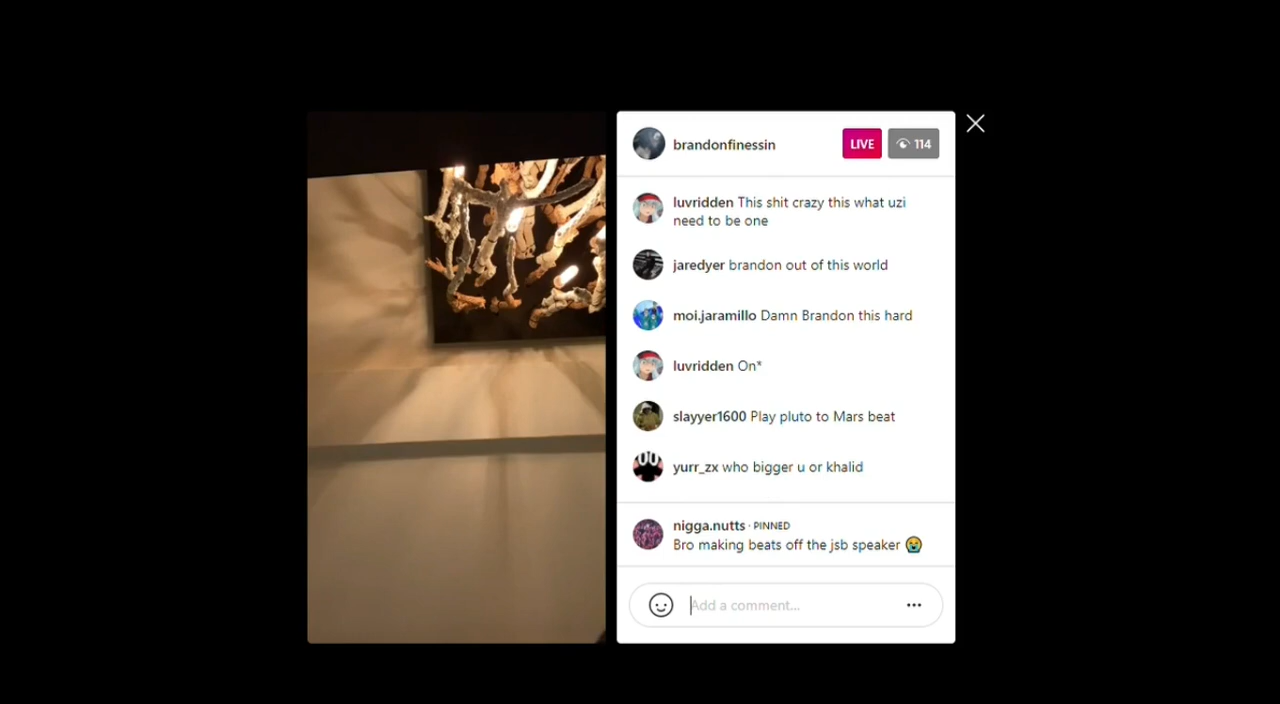 brandonfinessin
LIVE
114
luvridden This shit crazy this what uzi
need to be one
jaredyer brandon out of this world
moi.jaramillo Damn Brandon this hard
luvridden On*
slayyer1600 Play pluto to Mars beat
yurr_zx who bigger u or khalid
nigga.nutts · PINNED
Bro making beats off the jsb speaker 😭
Add a comment...